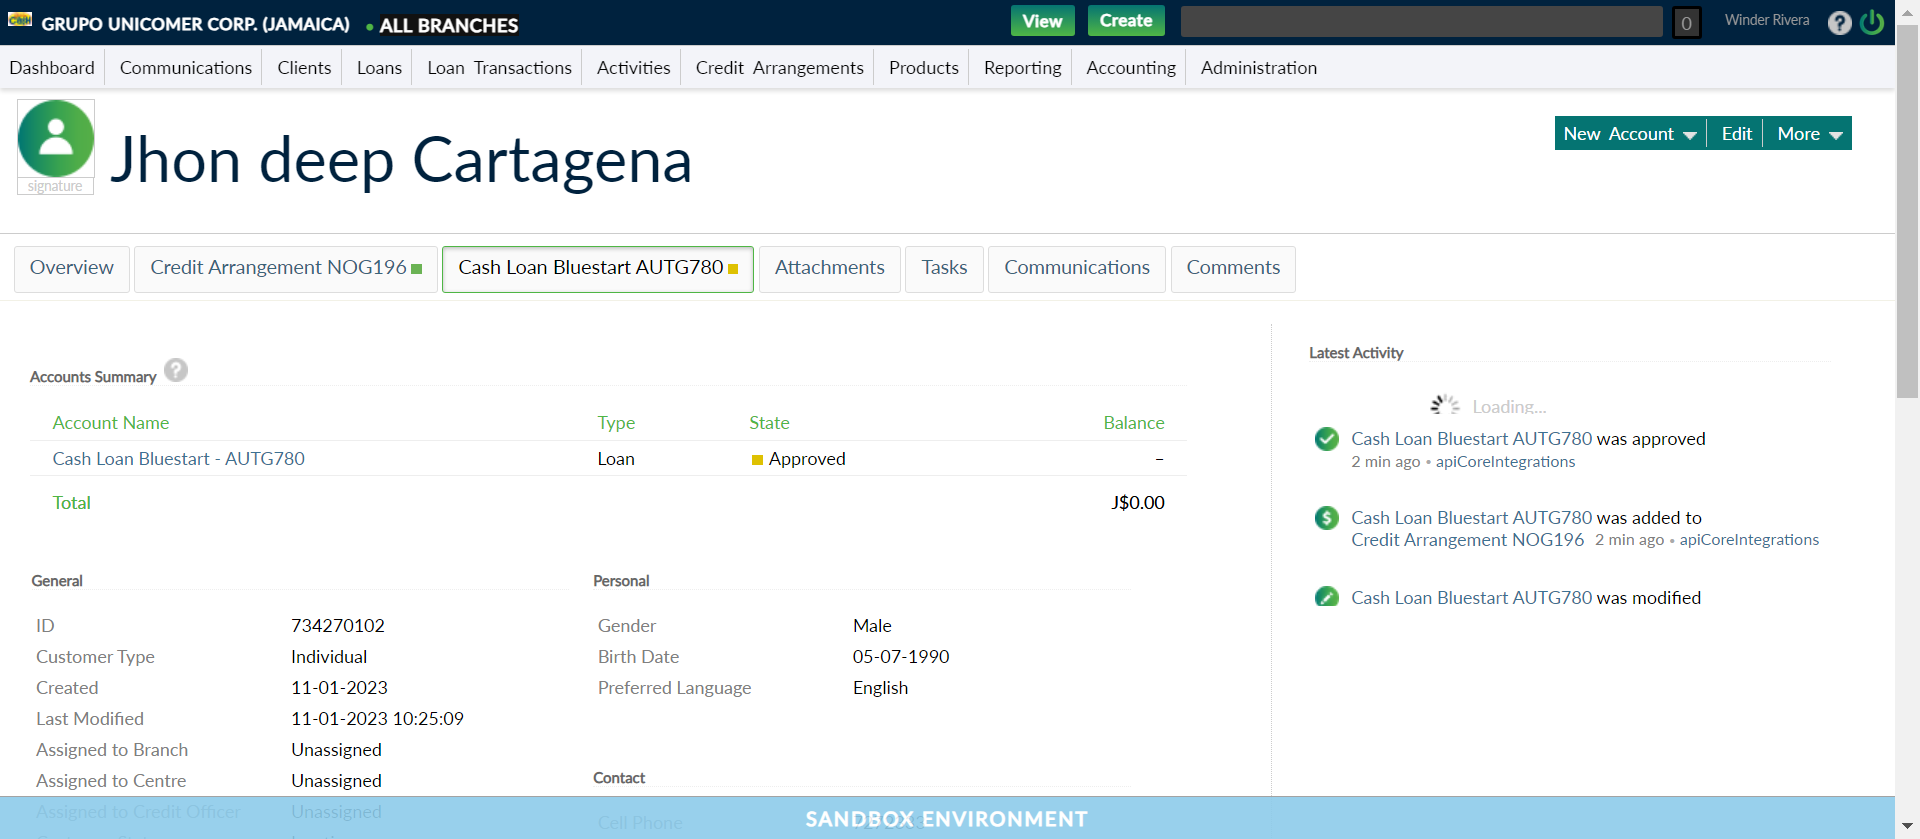 Cash GRUPO UNICOMER CORP. (JAMAICA) • ALL BRANCHES View Create 0 Winder Rivera ?
Dashboard Communications Clients Loans Loan Transactions Activities Credit Arrangements Products Reporting Accounting Administration
Jhon deep Cartagena
signature
New Account Edit More
Overview Credit Arrangement NOG196 Cash Loan Bluestart AUTG780 Attachments Tasks Communications Comments
Accounts Summary ?
Account Name Type State Balance
Cash Loan Bluestart - AUTG780 Loan Approved –
Total J$0.00
General
ID 734270102
Customer Type Individual
Created 11-01-2023
Last Modified 11-01-2023 10:25:09
Assigned to Branch Unassigned
Assigned to Centre Unassigned
Assigned to Credit Officer Unassigned
Personal
Gender Male
Birth Date 05-07-1990
Preferred Language English
Contact
Cell Phone
Latest Activity
Loading...
Cash Loan Bluestart AUTG780 was approved
2 min ago • apiCoreIntegrations
Cash Loan Bluestart AUTG780 was added to
Credit Arrangement NOG196 2 min ago • apiCoreIntegrations
Cash Loan Bluestart AUTG780 was modified
SANDBOX ENVIRONMENT